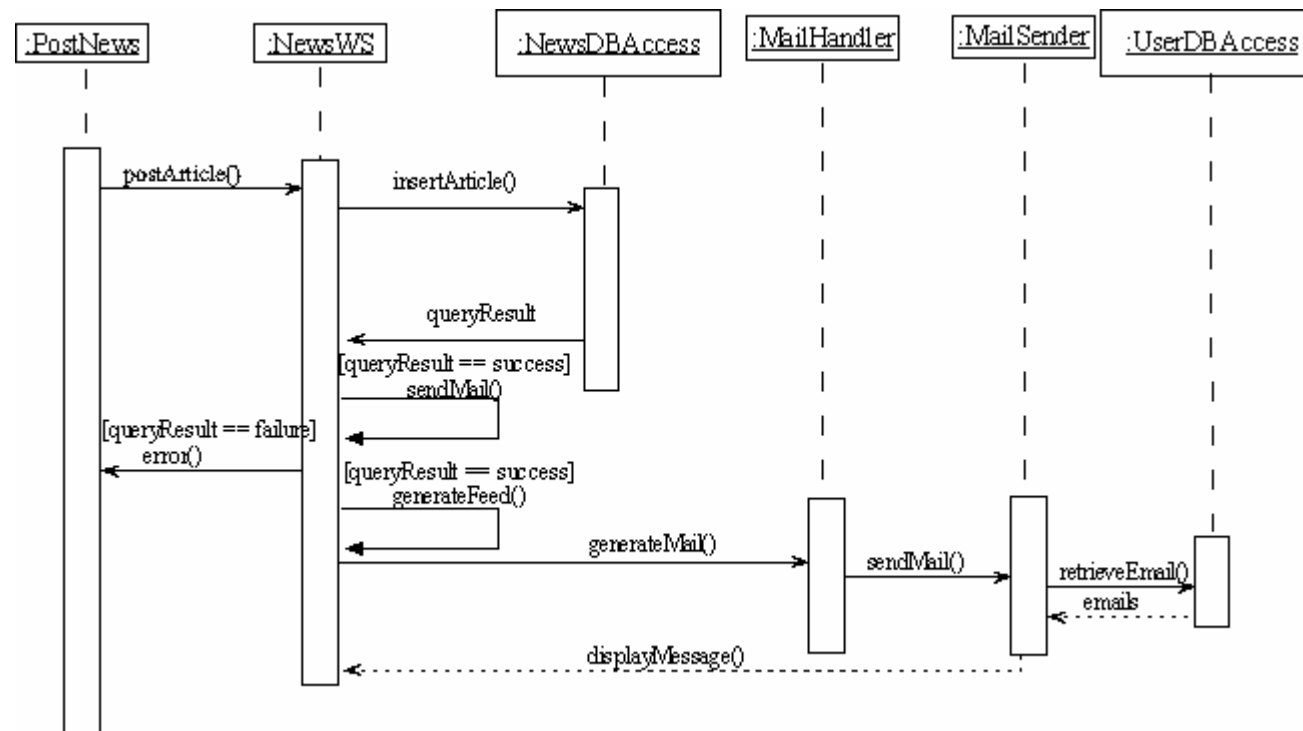 :PostNews
:NewsWS
:NewsDBAccess
:MailHandler
:MailSender
:UserDBAccess
postArticle()
insertArticle()
queryResult
[queryResult == success]
sendMail()
[queryResult == failure]
error()
[queryResult == success]
generateFeed()
generateMail()
sendMail()
retrieveEmail()
emails
displayMessage()